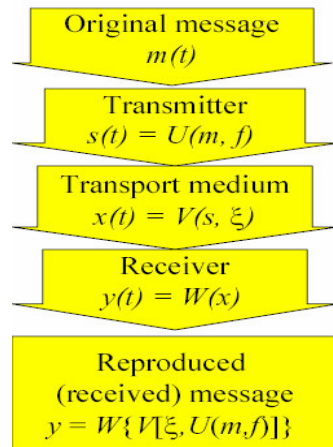 Original message
m(t)
Transmitter
s(t) = U(m, f)
Transport medium
x(t) = V(s, ξ)
Receiver
y(t) = W(x)
Reproduced
(received) message
y = W{V[ξ,U(m,f)]}